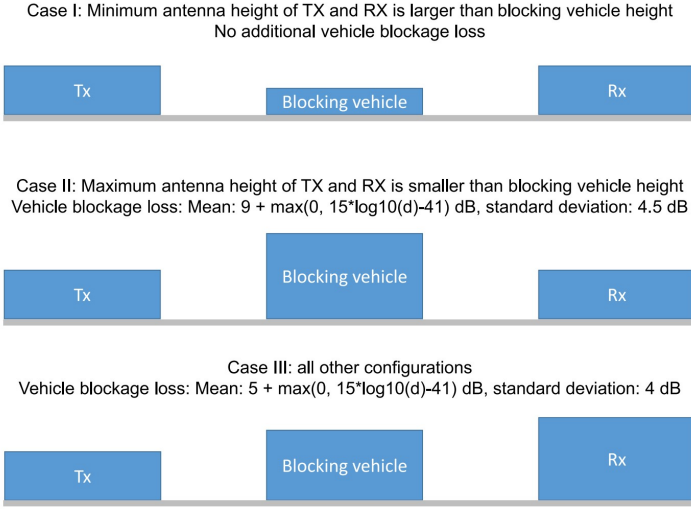 Case I: Minimum antenna height of TX and RX is larger than blocking vehicle height
No additional vehicle blockage loss
Tx
Blocking vehicle
Rx
Case II: Maximum antenna height of TX and RX is smaller than blocking vehicle height
Vehicle blockage loss: Mean: 9 + max(0, 15*log10(d)-41) dB, standard deviation: 4.5 dB
Tx
Blocking vehicle
Rx
Case III: all other configurations
Vehicle blockage loss: Mean: 5 + max(0, 15*log10(d)-41) dB, standard deviation: 4 dB
Tx
Blocking vehicle
Rx